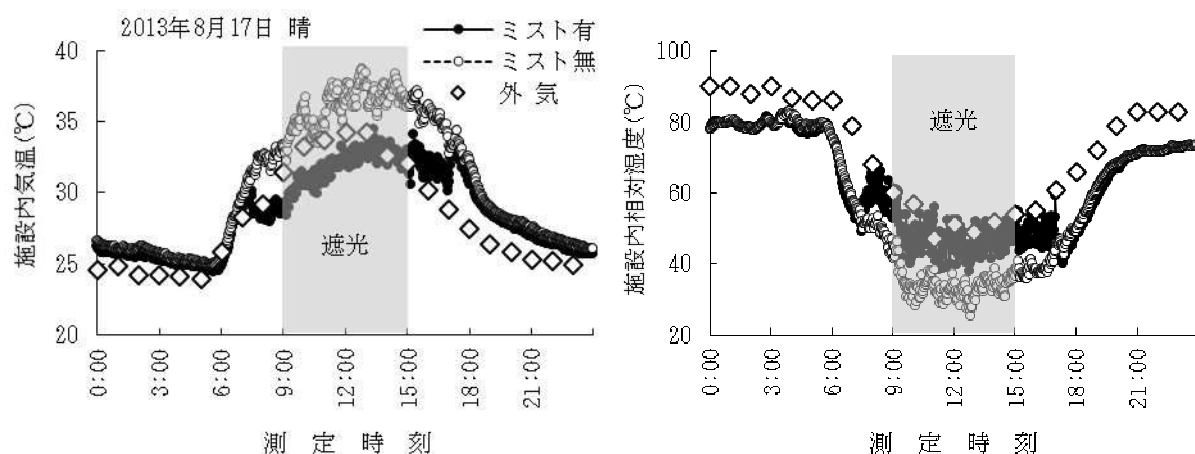 2013年8月17日 晴
ミスト有
ミスト無
外 気
施設内気温(℃)
40
35
30
25
20
遮光
0:00
3:00
6:00
9:00
12:00
15:00
18:00
21:00
測 定 時 刻
施設内相対湿度(℃)
100
80
60
40
20
遮光
0:00
3:00
6:00
9:00
12:00
15:00
18:00
21:00
測 定 時 刻